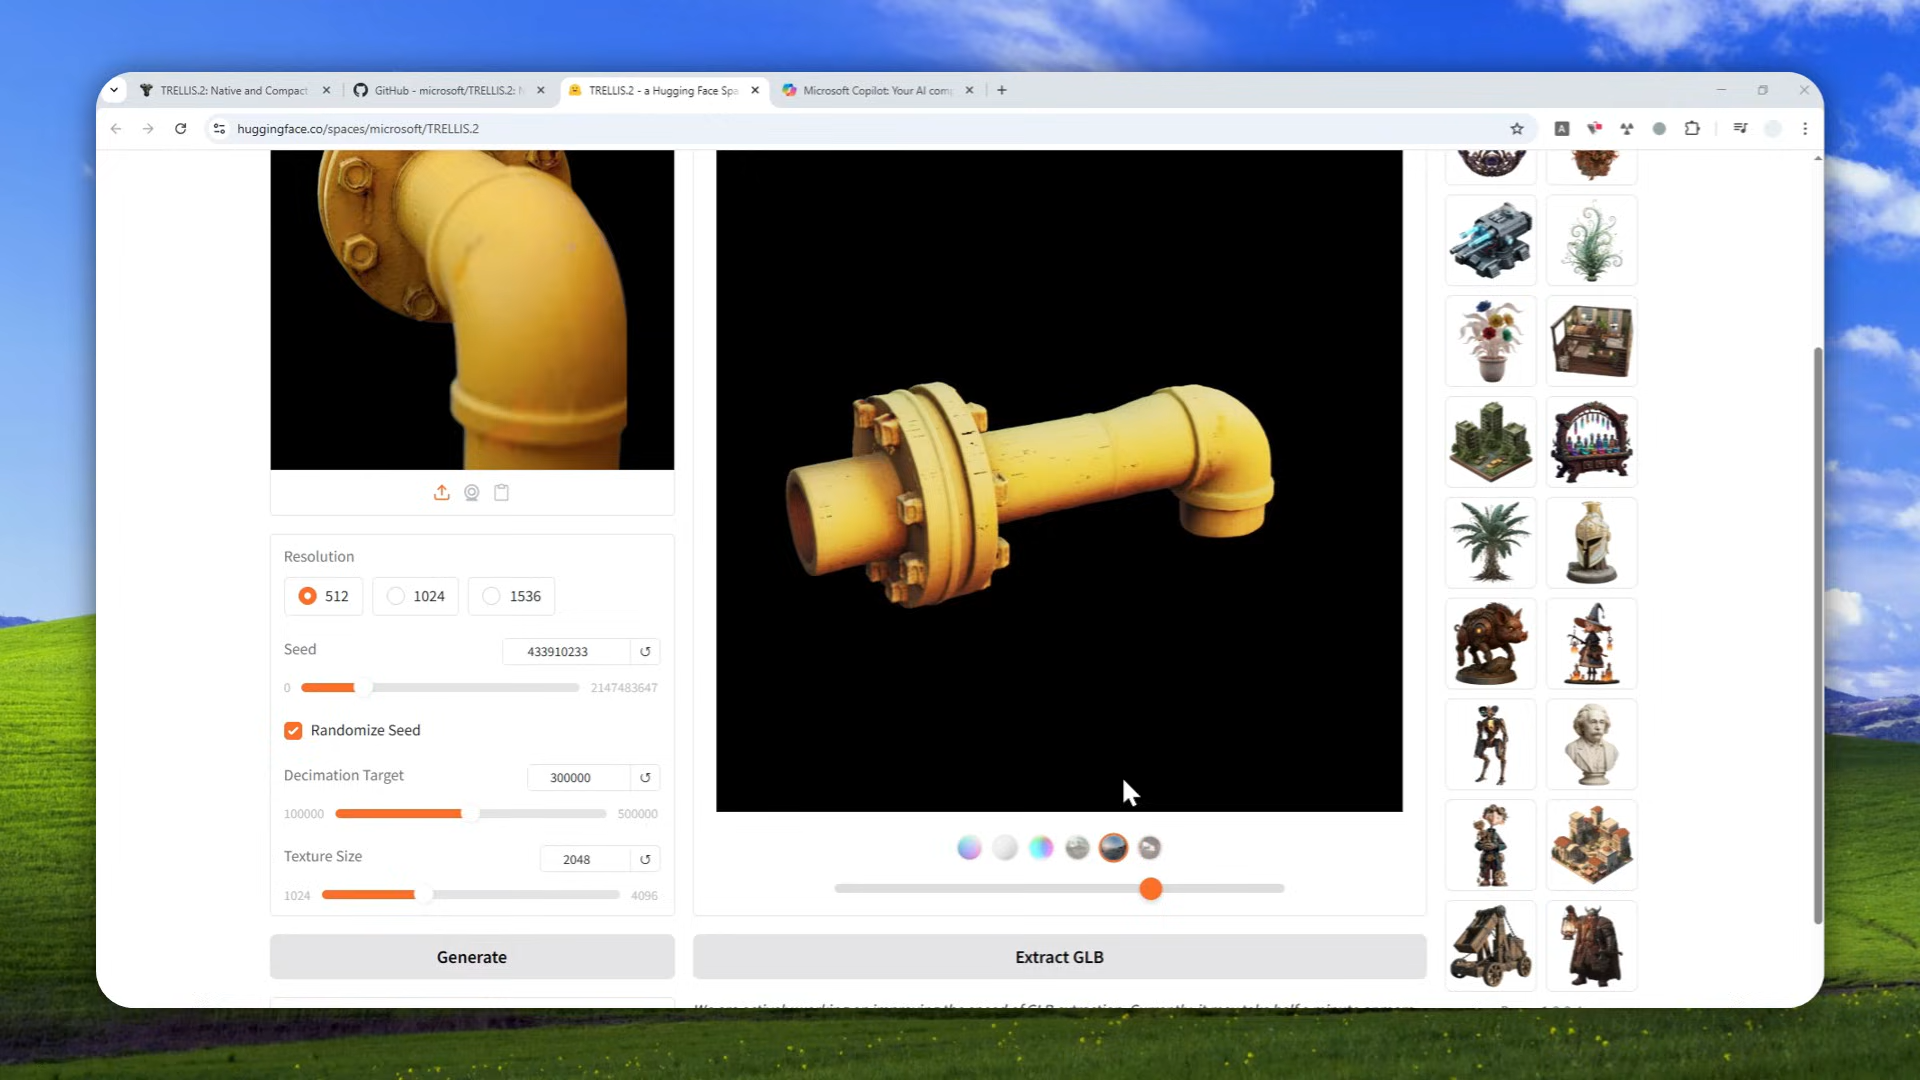 TRELLIS.2: Native and Compact
GitHub - microsoft/TRELLIS.2:
TRELLIS.2 - a Hugging Face Spa
Microsoft Copilot: Your AI com
huggingface.co/spaces/microsoft/TRELLIS.2
A
Resolution
512
1024
1536
Seed
433910233
0
2147483647
Randomize Seed
Decimation Target
300000
100000
500000
Texture Size
2048
1024
4096
Generate
Extract GLB